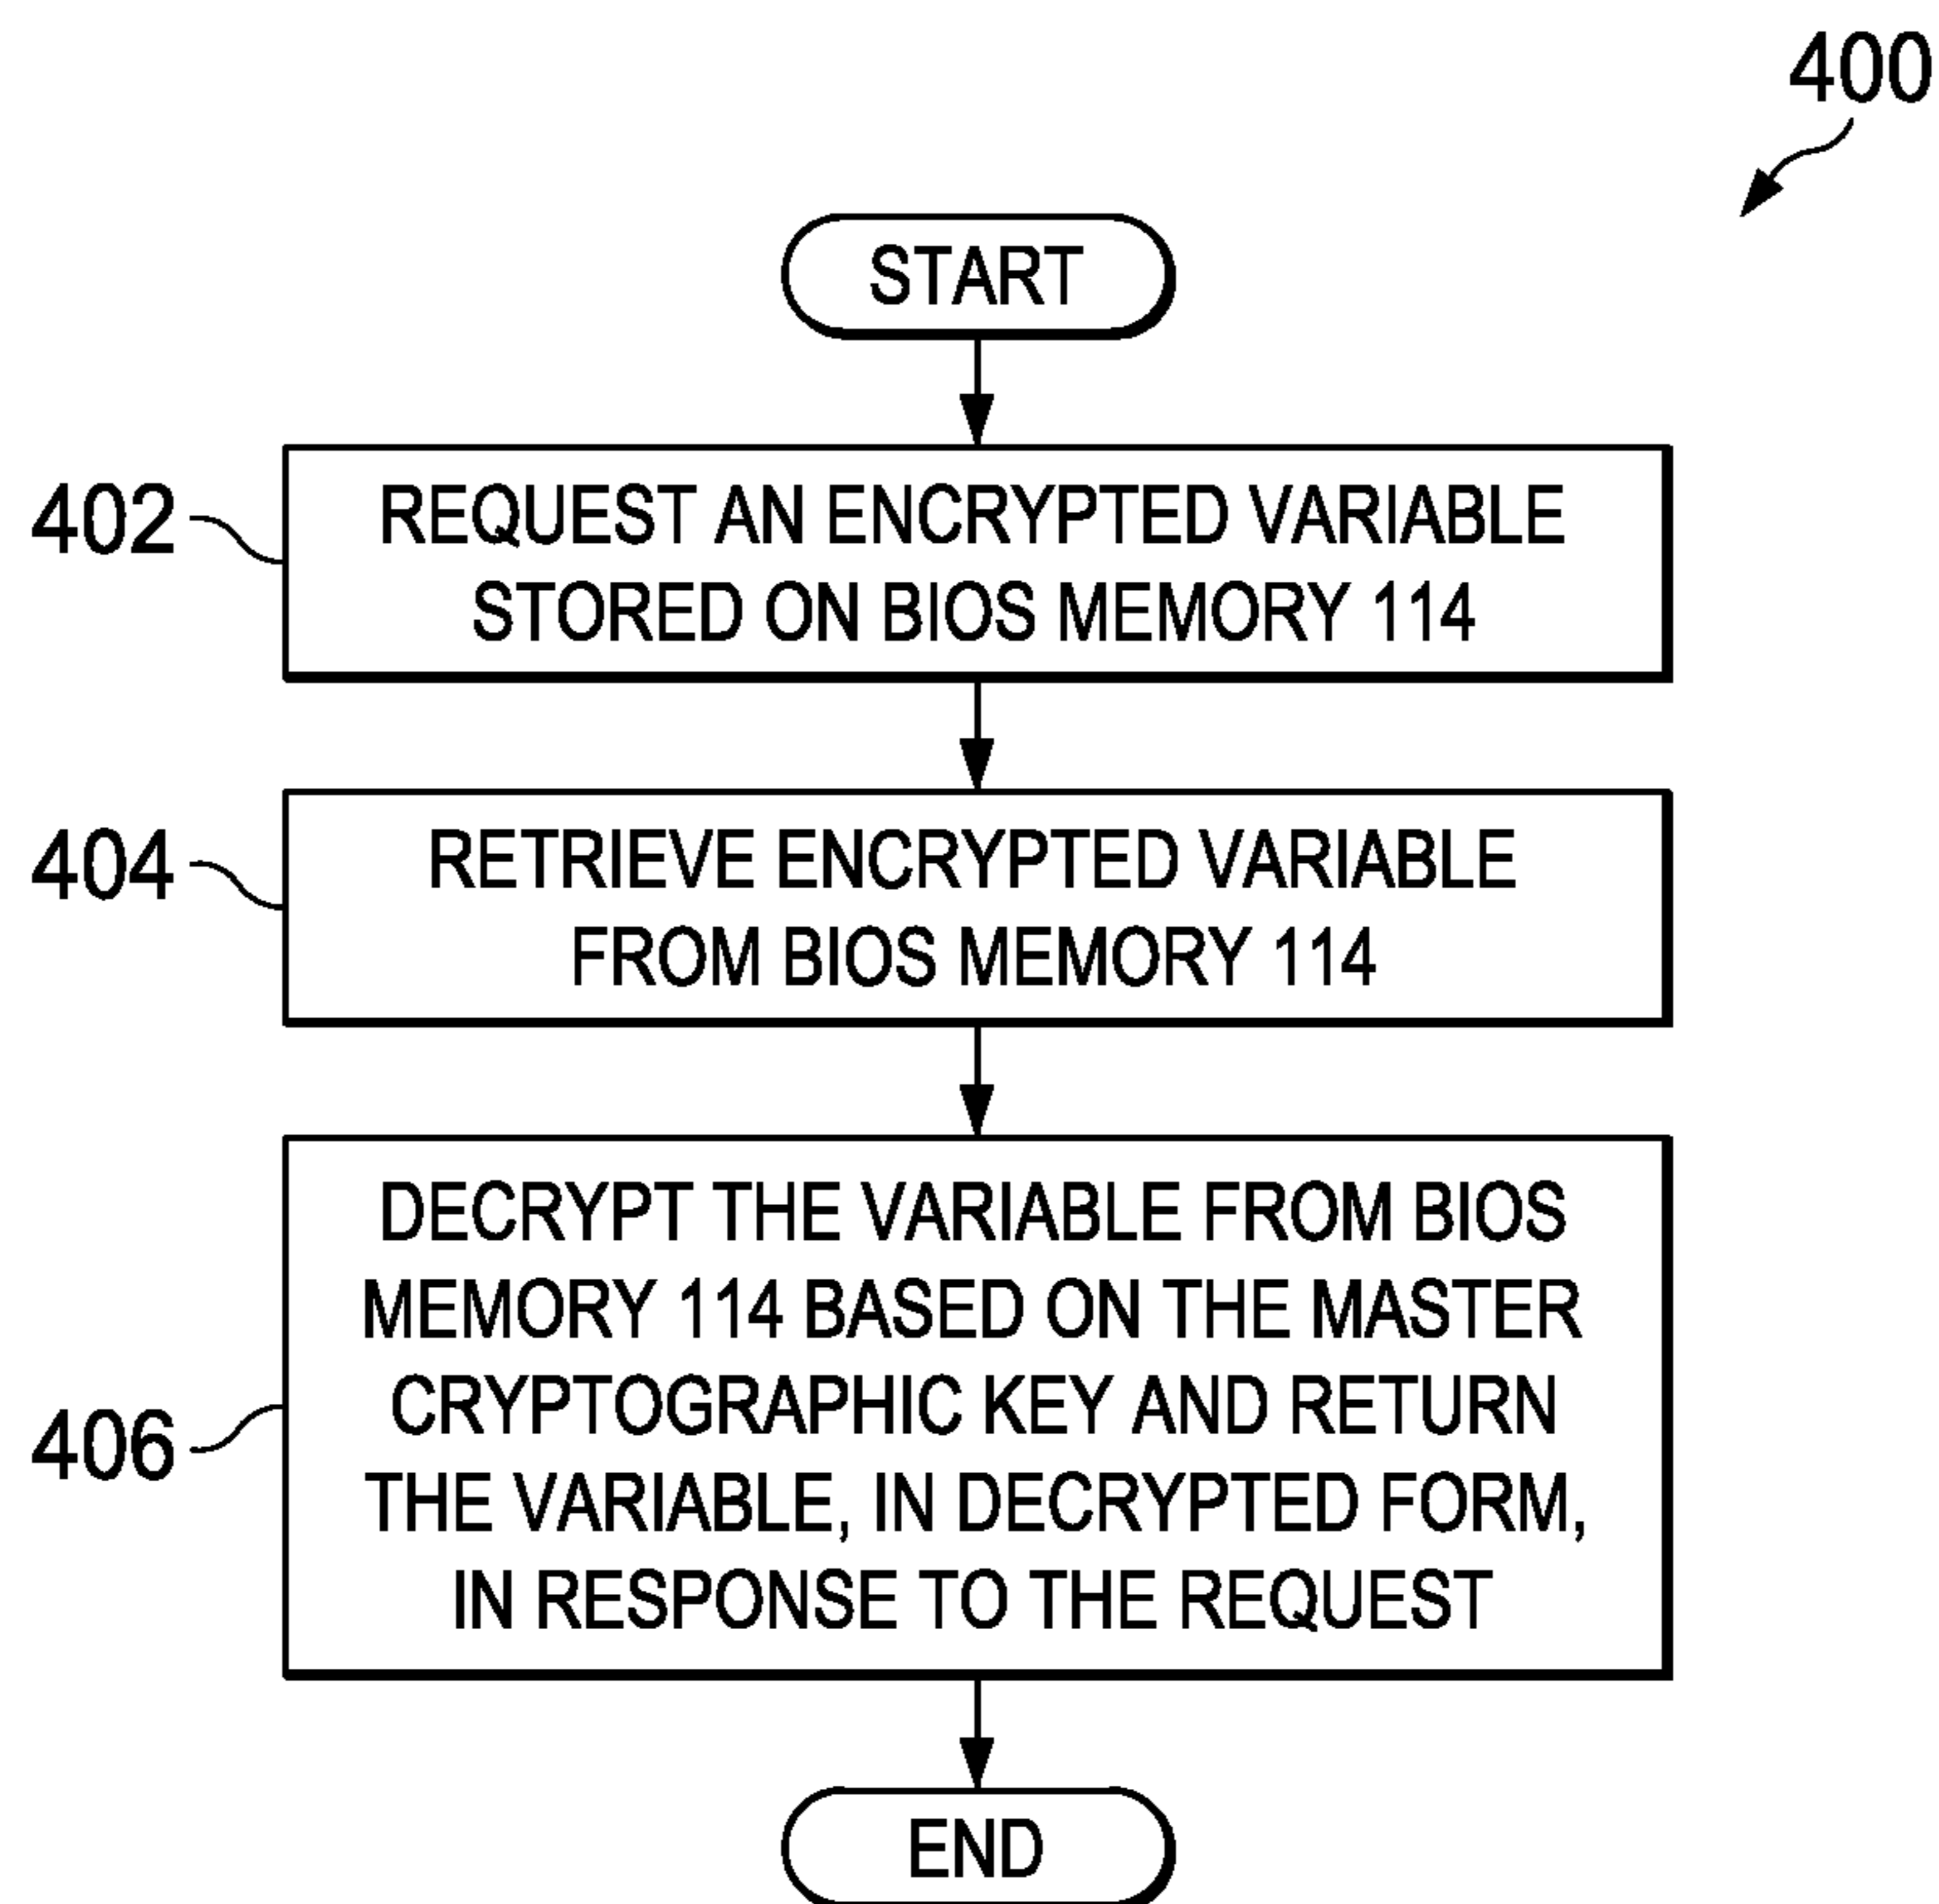 400
START
402
REQUEST AN ENCRYPTED VARIABLE
STORED ON BIOS MEMORY 114
404
RETRIEVE ENCRYPTED VARIABLE
FROM BIOS MEMORY 114
406
DECRYPT THE VARIABLE FROM BIOS
MEMORY 114 BASED ON THE MASTER
CRYPTOGRAPHIC KEY AND RETURN
THE VARIABLE, IN DECRYPTED FORM,
IN RESPONSE TO THE REQUEST
END